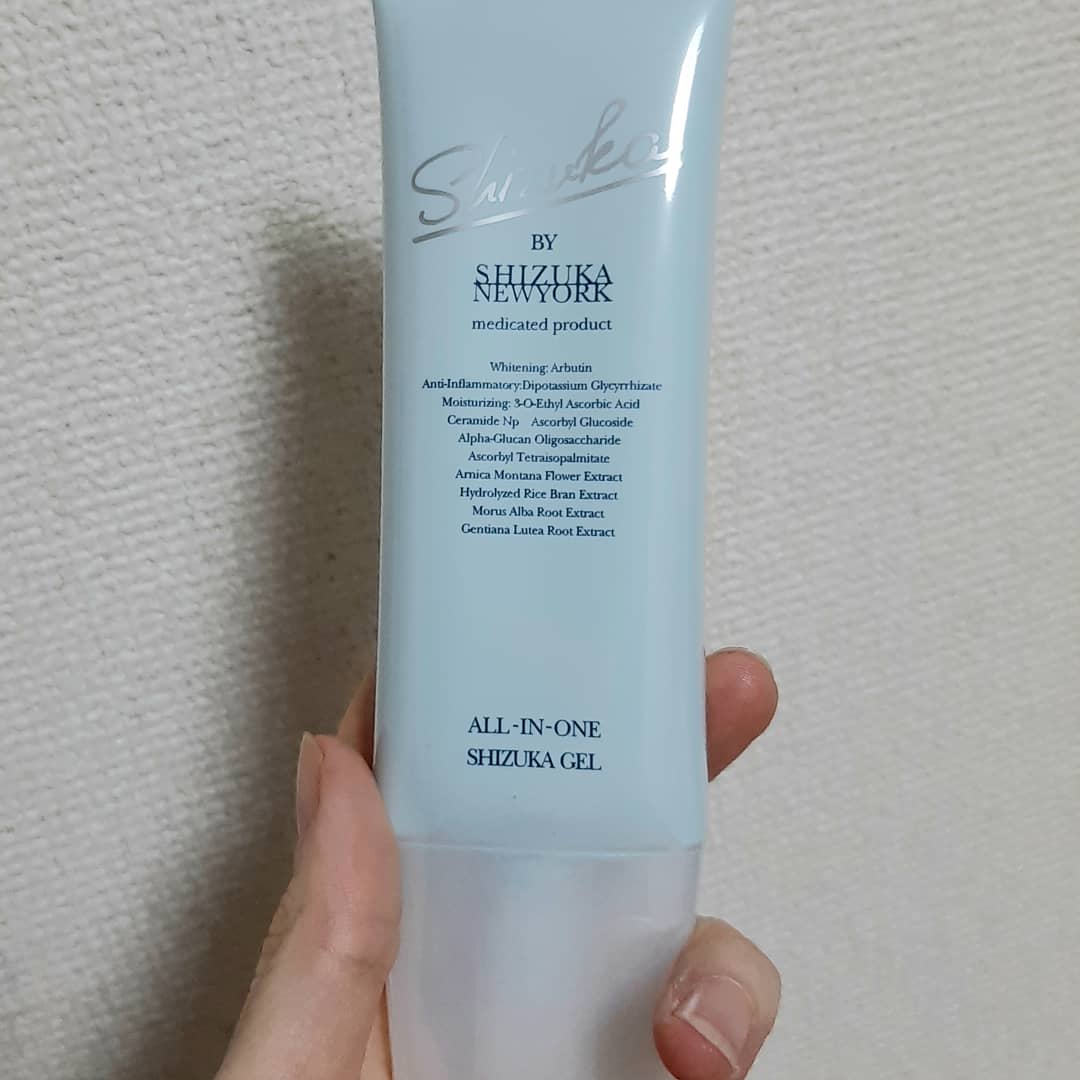 Shizuka
BY
SHIZUKA
NEWYORK
medicated product
Whitening: Arbutin
Anti-Inflammatory:Dipotassium Glycyrrhizate
Moisturizing: 3-O-Ethyl Ascorbic Acid
Ceramide Np Ascorbyl Glucoside
Alpha-Glucan Oligosaccharide
Ascorbyl Tetraisopalmitate
Arnica Montana Flower Extract
Hydrolyzed Rice Bran Extract
Morus Alba Root Extract
Gentiana Lutea Root Extract
ALL-IN-ONE
SHIZUKA GEL